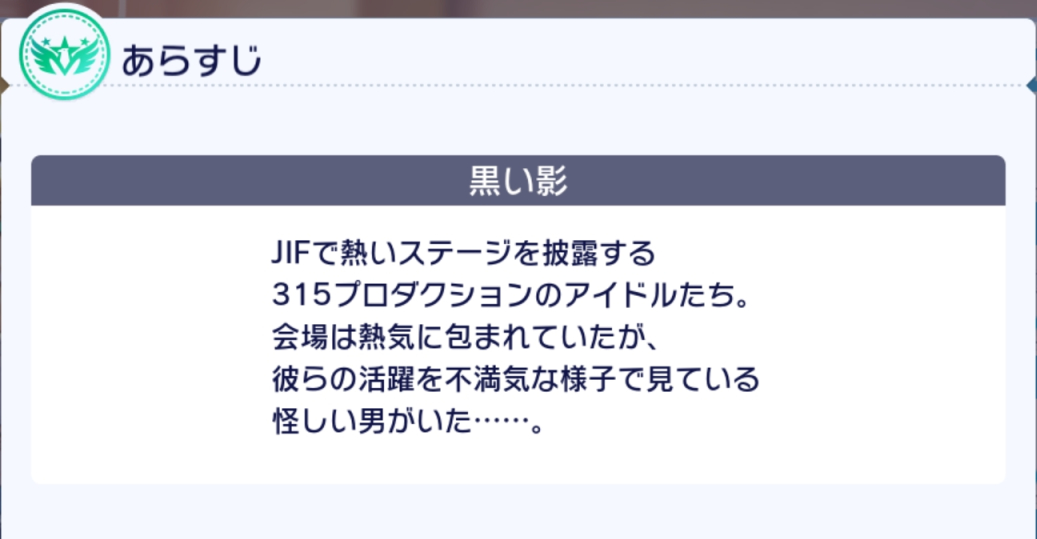 あらすじ
黒い影
JIFで熱いステージを披露する
315プロダクションのアイドルたち。
会場は熱気に包まれていたが、
彼らの活躍を不満気な様子で見ている
怪しい男がいた……。